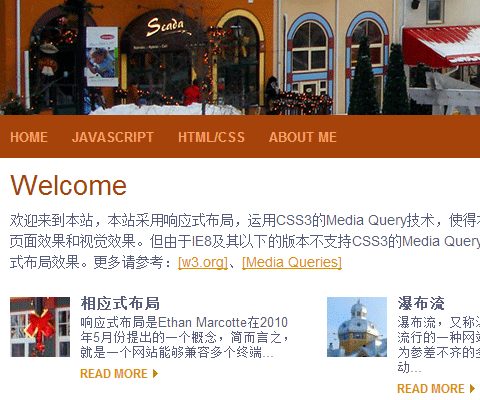 Scada
HOME JAVASCRIPT HTML/CSS ABOUT ME
Welcome
欢迎来到本站，本站采用响应式布局，运用CSS3的Media Query技术，使得
页面效果和视觉效果。但由于IE8及其以下的版本不支持CSS3的Media Query
式布局效果。更多请参考：[w3.org]、[Media Queries]
相应式布局
响应式布局是Ethan Marcotte在2010
年5月份提出的一个概念，简而言之，
就是一个网站能够兼容多个终端...
READ MORE
瀑布流
瀑布流，又称
流行的一种网站
为参差不齐的多
动...
READ MORE